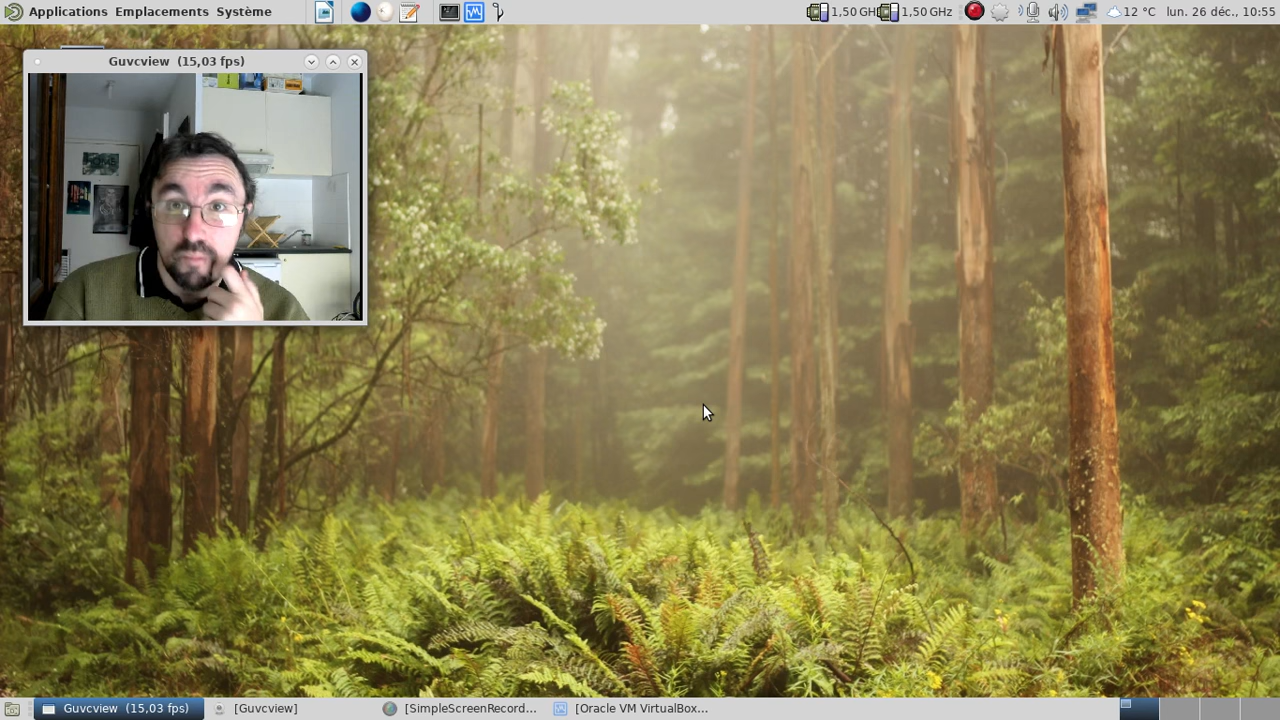 Applications Emplacements Système 1,50 GH 1,50 GHz 12 °C lun. 26 déc., 10:55
Guvcview (15,03 fps)
Guvcview (15,03 fps) [Guvcview] [SimpleScreenRecord... [Oracle VM VirtualBox...